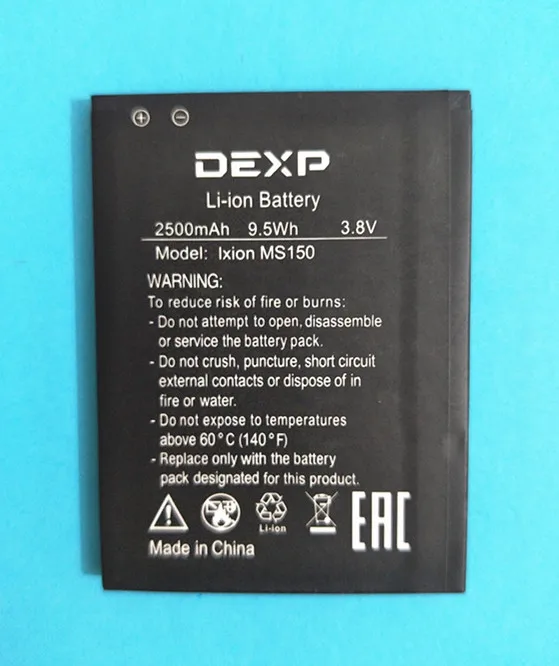 DEXP
Li-ion Battery
2500mAh 9.5Wh 3.8V
Model: Ixion MS150
WARNING:
To reduce risk of fire or burns:
- Do not attempt to open, disassemble
or service the battery pack.
- Do not crush, puncture, short circuit
external contacts or dispose of in
fire or water.
- Do not expose to temperatures
above 60°C (140°F)
- Replace only with the battery
pack designated for this product.
Li-ion
EAC
Made in China